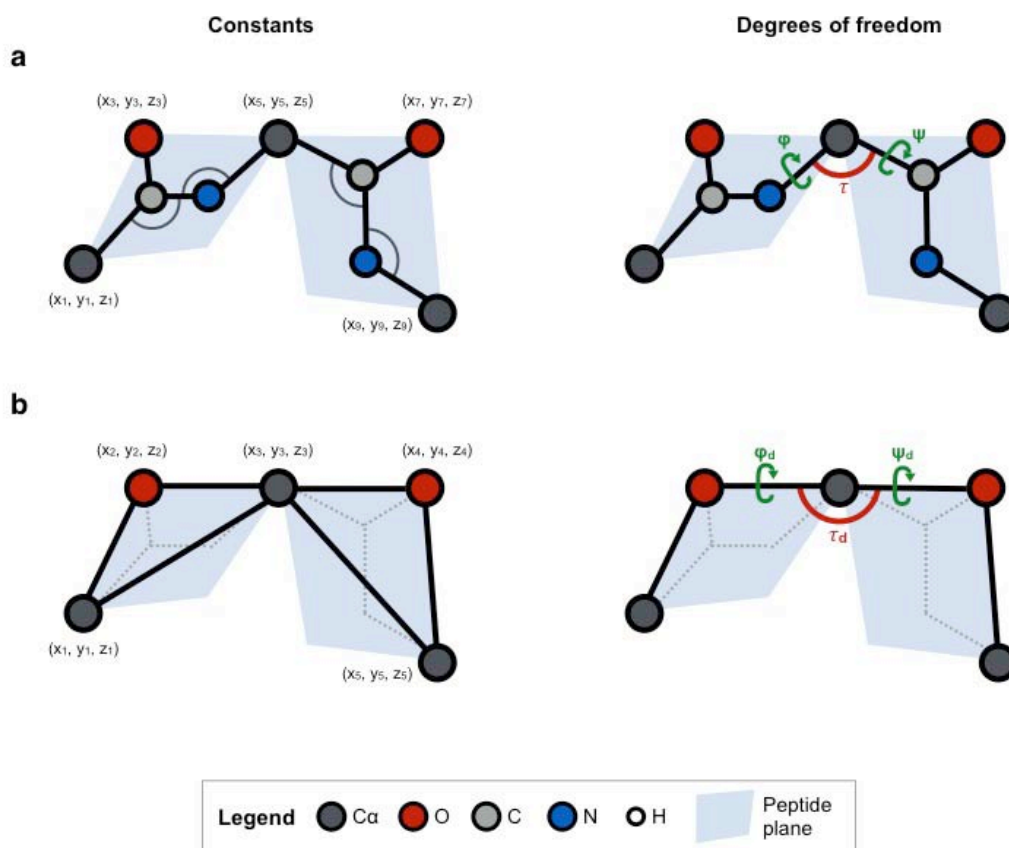 Constants
Degrees of freedom
a
(x₃, y₃, z₃)
(x₅, y₅, z₅)
(x₇, y₇, z₇)
φ
ψ
τ
(x₁, y₁, z₁)
(x₉, y₉, z₉)
b
(x₂, y₂, z₂)
(x₃, y₃, z₃)
(x₄, y₄, z₄)
φd
ψd
τd
(x₁, y₁, z₁)
(x₅, y₅, z₅)
Legend
Cα
O
C
N
H
Peptide
plane